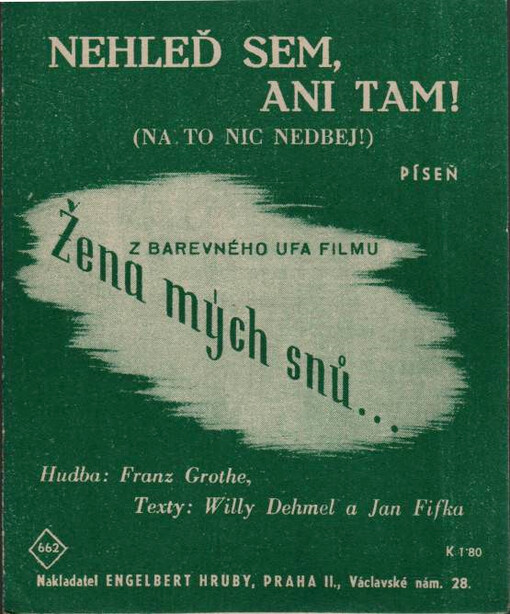 NEHLEĎ SEM,
ANI TAM!
(NA TO NIC NEDBEJ!)
PÍSEŇ
Z BAREVNÉHO UFA FILMU
Žena mých snů...
Hudba: Franz Grothe,
Texty: Willy Dehmel a Jan Fifka
662
K 1'80
Nakladatel ENGELBERT HRUBY, PRAHA II., Václavské nám. 28.